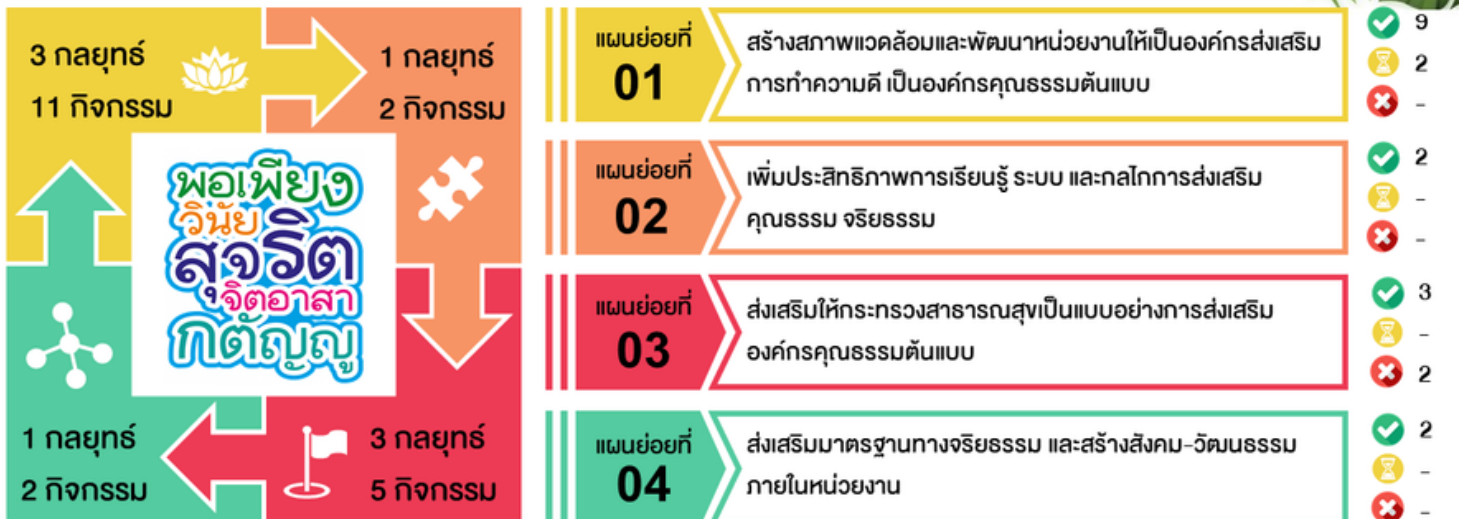 3 กลยุทธ์
11 กิจกรรม
1 กลยุทธ์
2 กิจกรรม
พอเพียง
วินัย
สุจริต
จิตอาสา
กตัญญู
1 กลยุทธ์
2 กิจกรรม
3 กลยุทธ์
5 กิจกรรม
แผนย่อยที่
01
สร้างสภาพแวดล้อมและพัฒนาหน่วยงานให้เป็นองค์กรส่งเสริม
การทำความดี เป็นองค์กรคุณธรรมต้นแบบ
9
2
-
แผนย่อยที่
02
เพิ่มประสิทธิภาพการเรียนรู้ ระบบ และกลไกการส่งเสริม
คุณธรรม จริยธรรม
2
-
-
แผนย่อยที่
03
ส่งเสริมให้กระทรวงสาธารณสุขเป็นแบบอย่างการส่งเสริม
องค์กรคุณธรรมต้นแบบ
3
-
2
แผนย่อยที่
04
ส่งเสริมมาตรฐานทางจริยธรรม และสร้างสังคม-วัฒนธรรม
ภายในหน่วยงาน
2
-
-